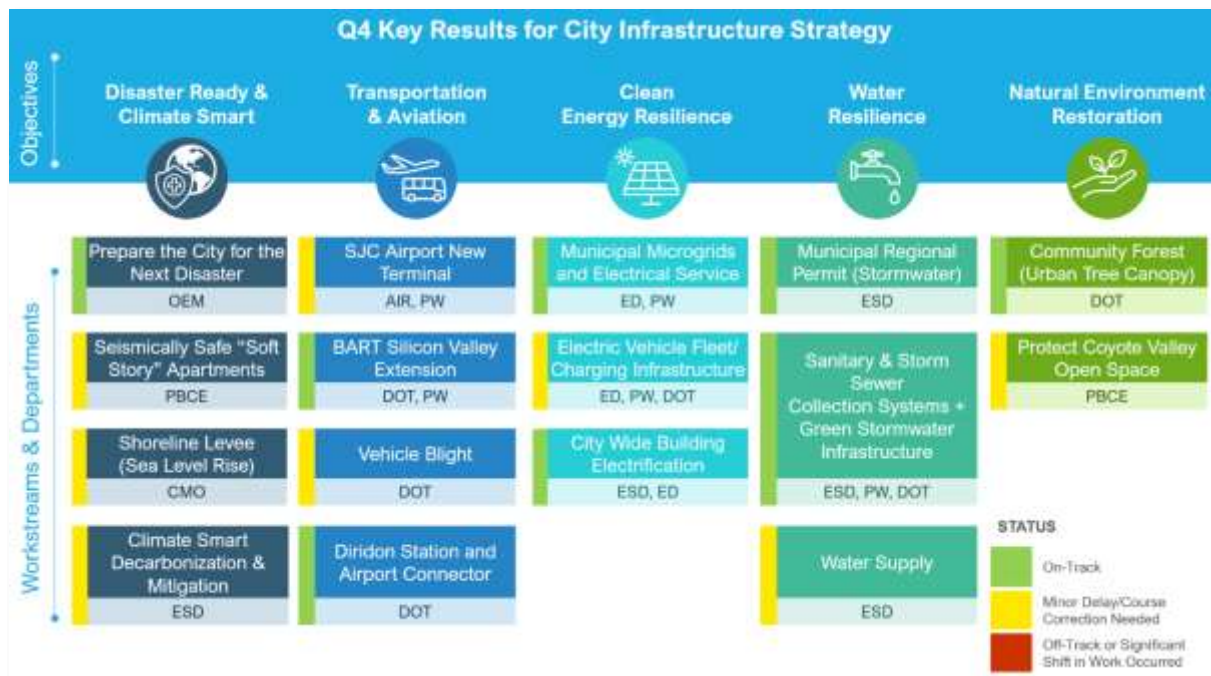 Q4 Key Results for City Infrastructure Strategy
Objectives
Disaster Ready &
Climate Smart
Transportation
& Aviation
Clean
Energy Resilience
Water
Resilience
Natural Environment
Restoration
Workstreams & Departments
Prepare the City for the
Next Disaster
OEM
Seismically Safe "Soft
Story" Apartments
PBCE
Shoreline Levee
(Sea Level Rise)
CMO
Climate Smart
Decarbonization &
Mitigation
ESD
SJC Airport New
Terminal
AIR, PW
BART Silicon Valley
Extension
DOT, PW
Vehicle Blight
DOT
Diridon Station and
Airport Connector
DOT
Municipal Microgrids
and Electrical Service
ED, PW
Electric Vehicle Fleet/
Charging Infrastructure
ED, PW, DOT
City Wide Building
Electrification
ESD, ED
Municipal Regional
Permit (Stormwater)
ESD
Sanitary & Storm
Sewer
Collection Systems +
Green Stormwater
Infrastructure
ESD, PW, DOT
Water Supply
ESD
Community Forest
(Urban Tree Canopy)
DOT
Protect Coyote Valley
Open Space
PBCE
STATUS
On-Track
Minor Delay/Course
Correction Needed
Off-Track or Significant
Shift in Work Occurred